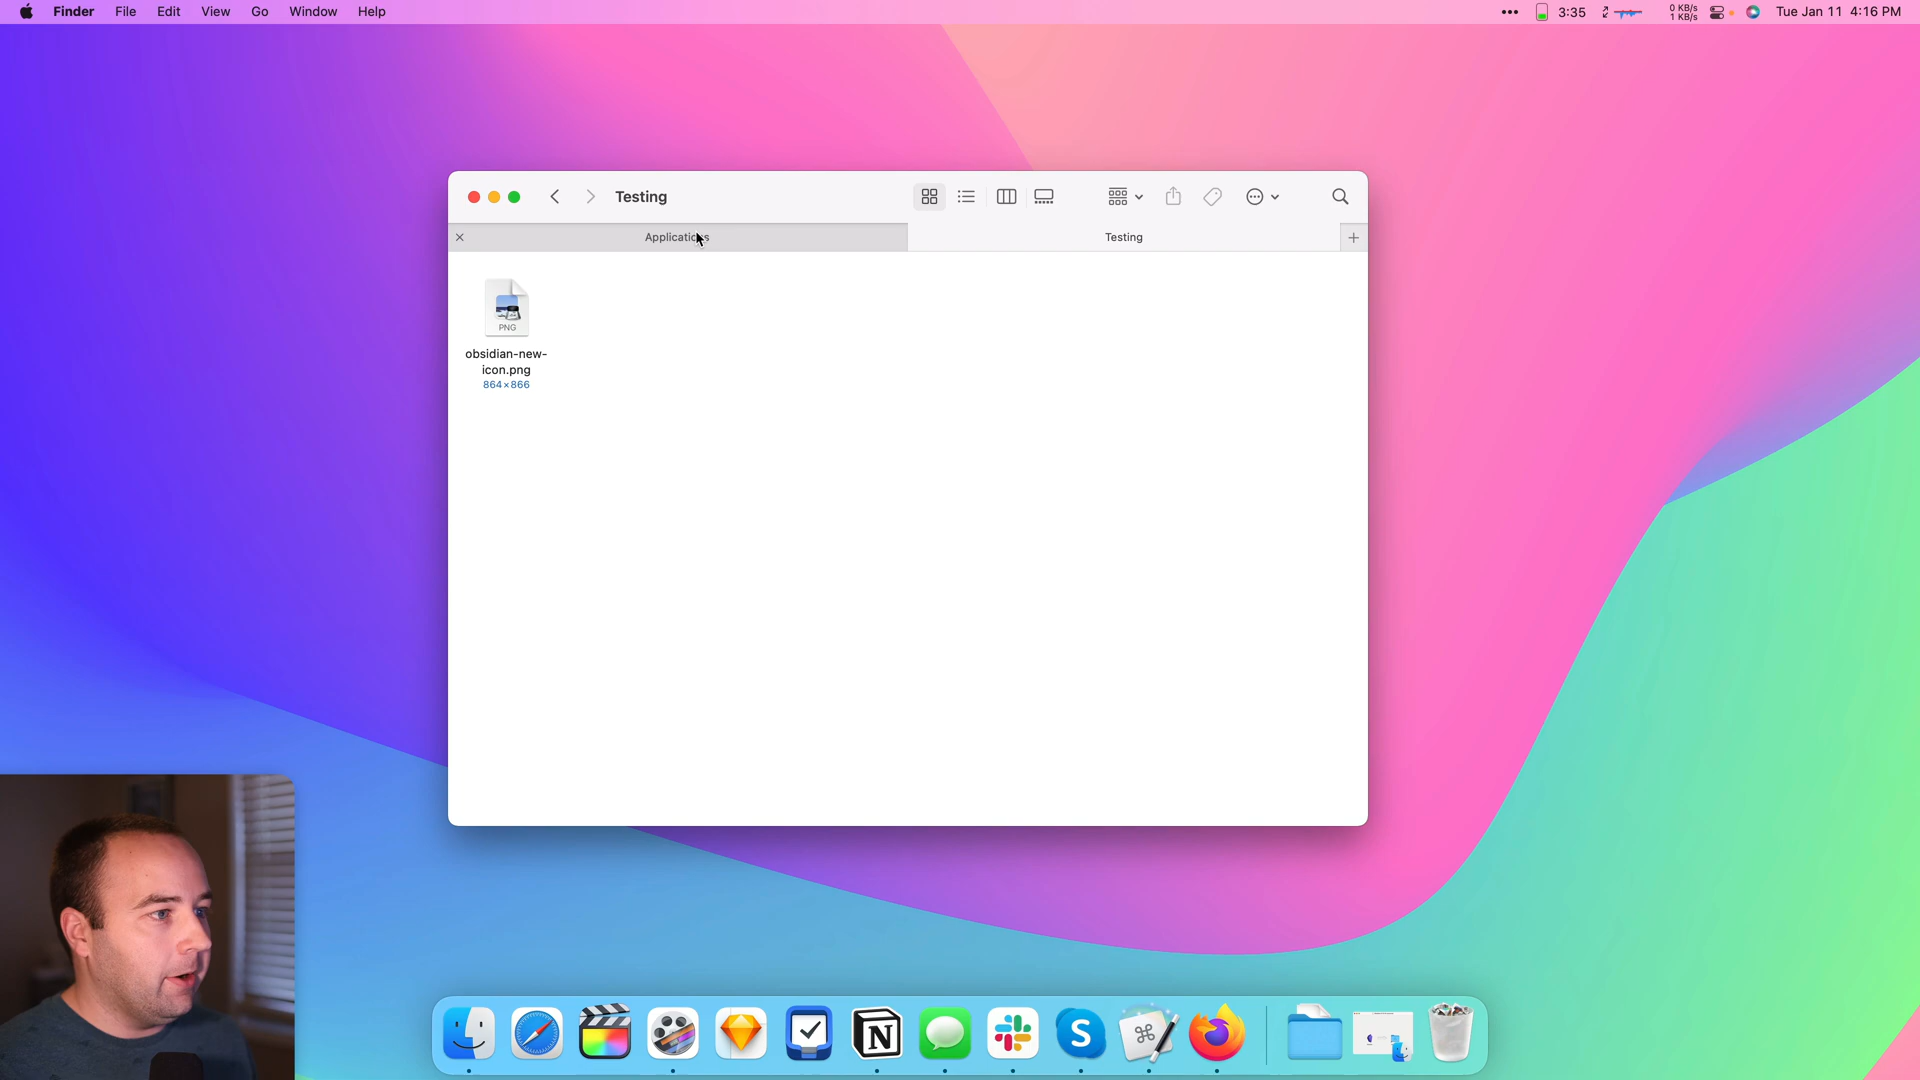 Finder File Edit View Go Window Help
3:35
0 KB/s
1 KB/s
Tue Jan 11 4:16 PM
Testing
Applications
Testing
PNG
obsidian-new-
icon.png
864×866